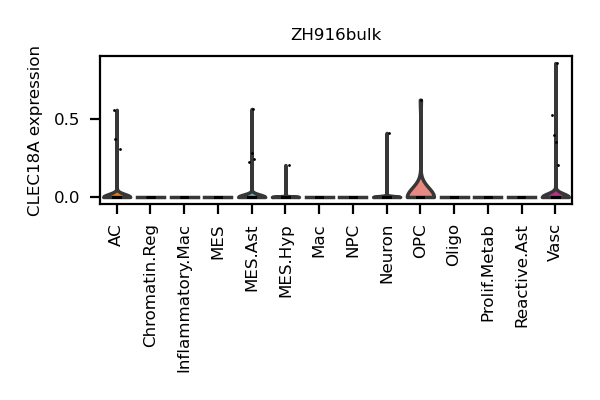 ZH916bulk
CLEC18A expression
0.5
0.0
AC
Chromatin.Reg
Inflammatory.Mac
MES
MES.Ast
MES.Hyp
Mac
NPC
Neuron
OPC
Oligo
Prolif.Metab
Reactive.Ast
Vasc